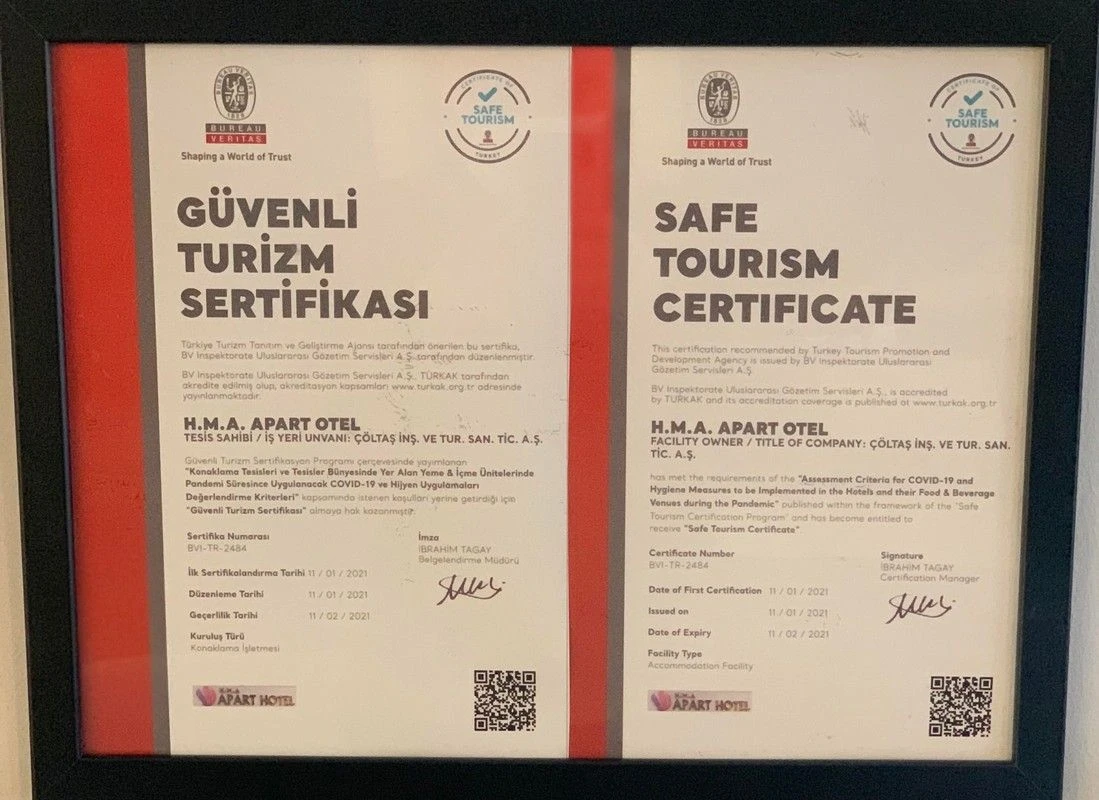 BUREAU VERITAS
1828
BUREAU
VERITAS
Shaping a World of Trust
CERTIFICATE OF
SAFE
TOURISM
TURKEY
GÜVENLİ
TURİZM
SERTİFİKASI
Türkiye Turizm Tanıtım ve Geliştirme Ajansı tarafından önerilen bu sertifika,
BV Inspektorate Uluslararası Gözetim Servisleri A.Ş. tarafından düzenlenmiştir.
BV Inspektorate Uluslararası Gözetim Servisleri A.Ş., TÜRKAK tarafından
akredite edilmiş olup, akreditasyon kapsamları www.turkak.org.tr adresinde
yayınlanmaktadır.
H.M.A. APART OTEL
TESİS SAHİBİ / İŞ YERİ UNVANI: ÇÖLTAŞ İNŞ. VE TUR. SAN. TİC. A.Ş.
Güvenli Turizm Sertifikasyon Programı çerçevesinde yayımlanan
"Konaklama Tesisleri ve Tesisler Bünyesinde Yer Alan Yeme & İçme Ünitelerinde
Pandemi Süresince Uygulanacak COVID-19 ve Hijyen Uygulamaları
Değerlendirme Kriterleri" kapsamında istenen koşulları yerine getirdiği için
"Güvenli Turizm Sertifikası" almaya hak kazanmıştır.
Sertifika Numarası
BVI-TR-2484
İmza
İBRAHİM TAGAY
Belgelendirme Müdürü
İlk Sertifikalandırma Tarihi 11 / 01 / 2021
Düzenleme Tarihi 11 / 01 / 2021
Geçerlilik Tarihi 11 / 02 / 2021
Kuruluş Türü
Konaklama İşletmesi
H.M.A.
APART HOTEL
BUREAU VERITAS
1828
BUREAU
VERITAS
Shaping a World of Trust
CERTIFICATE OF
SAFE
TOURISM
TURKEY
SAFE
TOURISM
CERTIFICATE
This certification recommended by Turkey Tourism Promotion and
Development Agency is issued by BV Inspektorate Uluslararası
Gözetim Servisleri A.Ş.
BV Inspektorate Uluslararası Gözetim Servisleri A.Ş., is accredited
by TURKAK and its accreditation coverage is published at www.turkak.org.tr
H.M.A. APART OTEL
FACILITY OWNER / TITLE OF COMPANY: ÇÖLTAŞ İNŞ. VE TUR. SAN.
TİC. A.Ş.
has met the requirements of the "Assessment Criteria for COVID-19 and
Hygiene Measures to be Implemented in the Hotels and their Food & Beverage
Venues during the Pandemic" published within the framework of the "Safe
Tourism Certification Program" and has become entitled to
receive "Safe Tourism Certificate".
Certificate Number
BVI-TR-2484
Signature
İBRAHİM TAGAY
Certification Manager
Date of First Certification 11 / 01 / 2021
Issued on 11 / 01 / 2021
Date of Expiry 11 / 02 / 2021
Facility Type
Accommodation Facility
H.M.A.
APART HOTEL